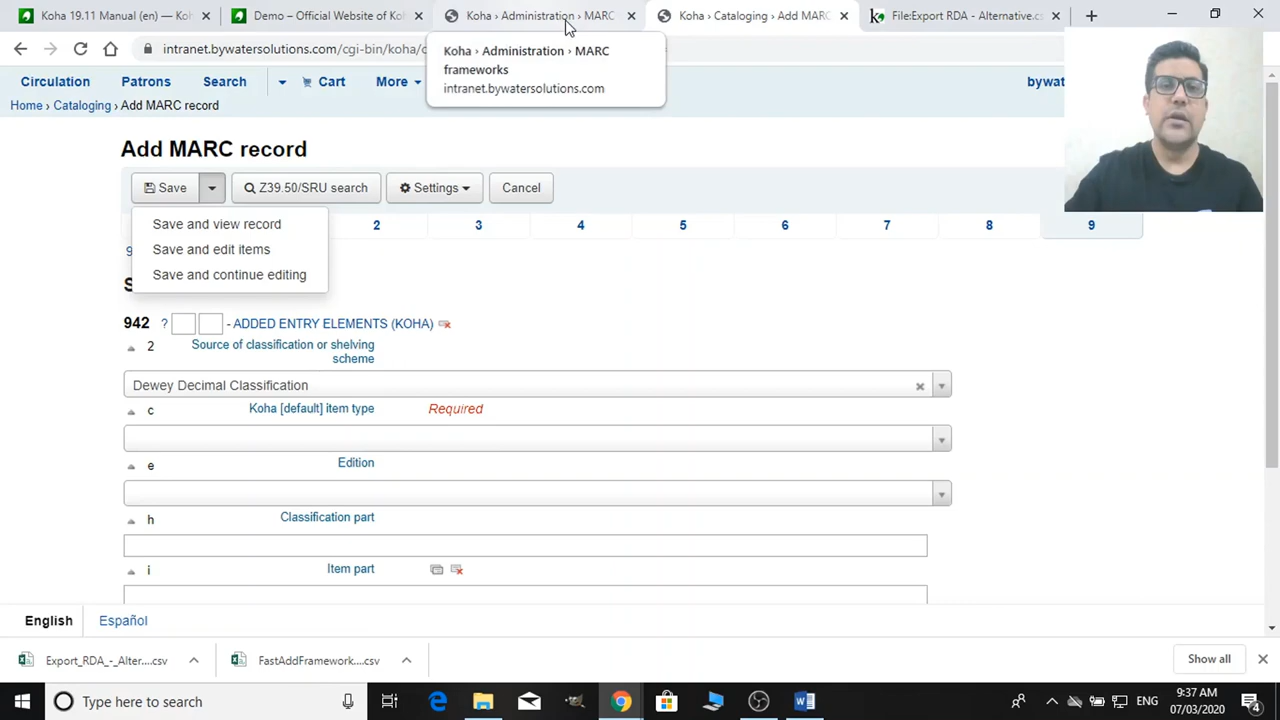 Koha 19.11 Manual (en) — Koh
Demo – Official Website of Koh
Koha › Administration › MARC
Koha › Cataloging › Add MARC
File:Export RDA - Alternative.cs
intranet.bywatersolutions.com/cgi-bin/koha/c
Koha › Administration › MARC
frameworks
intranet.bywatersolutions.com
Circulation
Patrons
Search
Cart
More
bywa
Home › Cataloging › Add MARC record
Add MARC record
Save
Z39.50/SRU search
Settings
Cancel
Save and view record
Save and edit items
Save and continue editing
2
3
4
5
6
7
8
9
9
S
942 ? - ADDED ENTRY ELEMENTS (KOHA)
2 Source of classification or shelving
scheme
Dewey Decimal Classification
c Koha [default] item type Required
e Edition
h Classification part
i Item part
English Español
Export_RDA_-_Alter....csv
FastAddFramework....csv
Show all
Type here to search
ENG
9:37 AM
07/03/2020
4